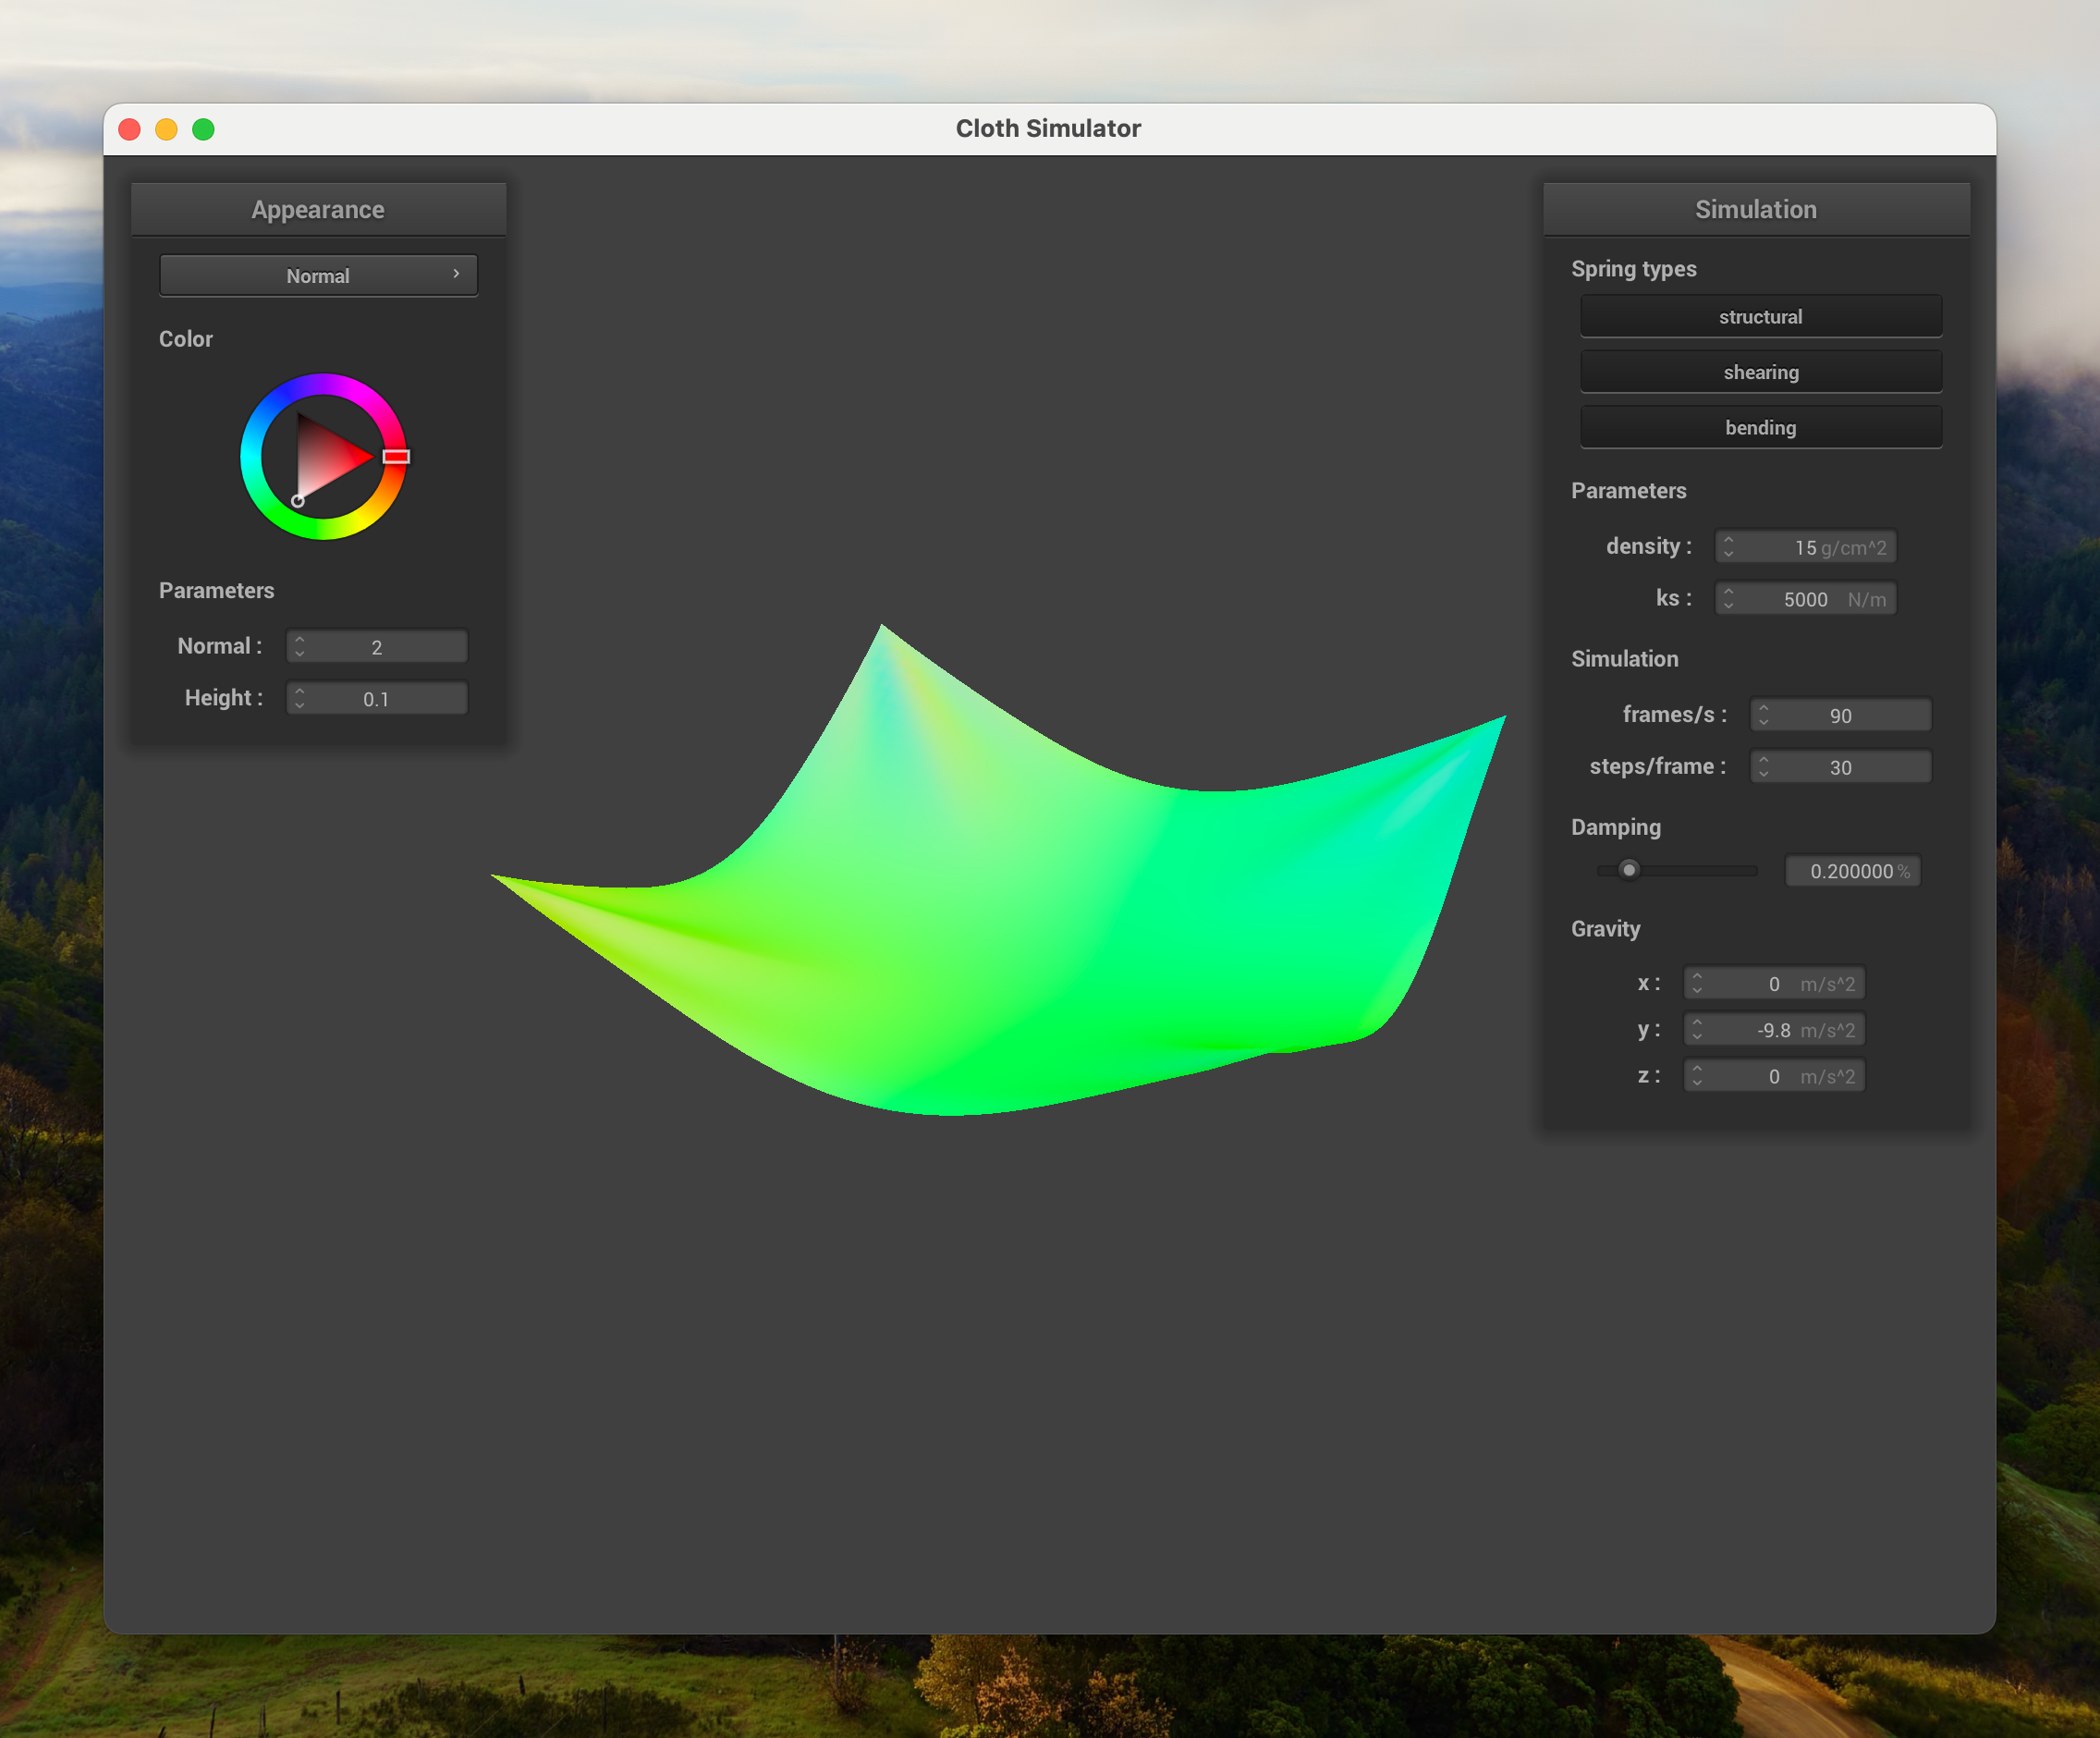 Cloth Simulator
Appearance
Normal
Color
Parameters
Normal : 2
Height : 0.1
Simulation
Spring types
structural
shearing
bending
Parameters
density : 15 g/cm^2
ks : 5000 N/m
Simulation
frames/s : 90
steps/frame : 30
Damping
0.200000 %
Gravity
x : 0 m/s^2
y : -9.8 m/s^2
z : 0 m/s^2